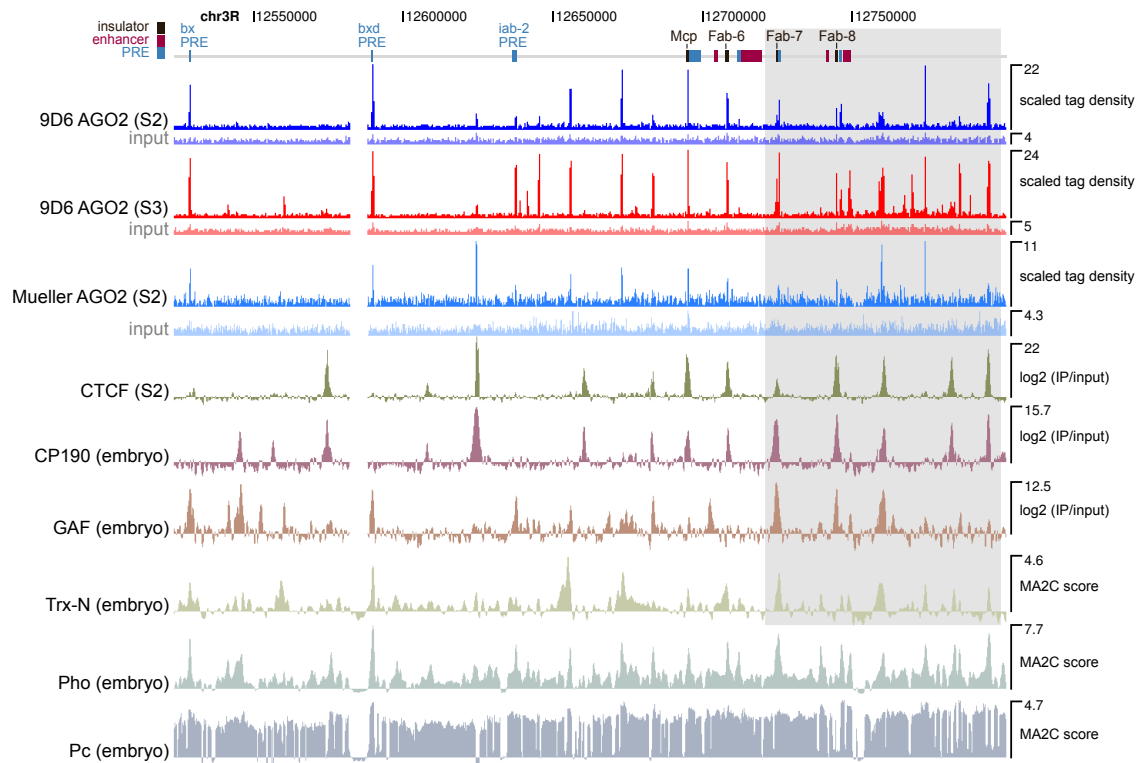 chr3R
12550000
12600000
12650000
12700000
12750000
insulator
enhancer
PRE
bx
PRE
bxd
PRE
iab-2
PRE
Mcp
Fab-6
Fab-7
Fab-8
9D6 AGO2 (S2)
22
scaled tag density
input
4
9D6 AGO2 (S3)
24
scaled tag density
input
5
Mueller AGO2 (S2)
11
scaled tag density
input
4.3
CTCF (S2)
22
log2 (IP/input)
CP190 (embryo)
15.7
log2 (IP/input)
GAF (embryo)
12.5
log2 (IP/input)
Trx-N (embryo)
4.6
MA2C score
Pho (embryo)
7.7
MA2C score
Pc (embryo)
4.7
MA2C score